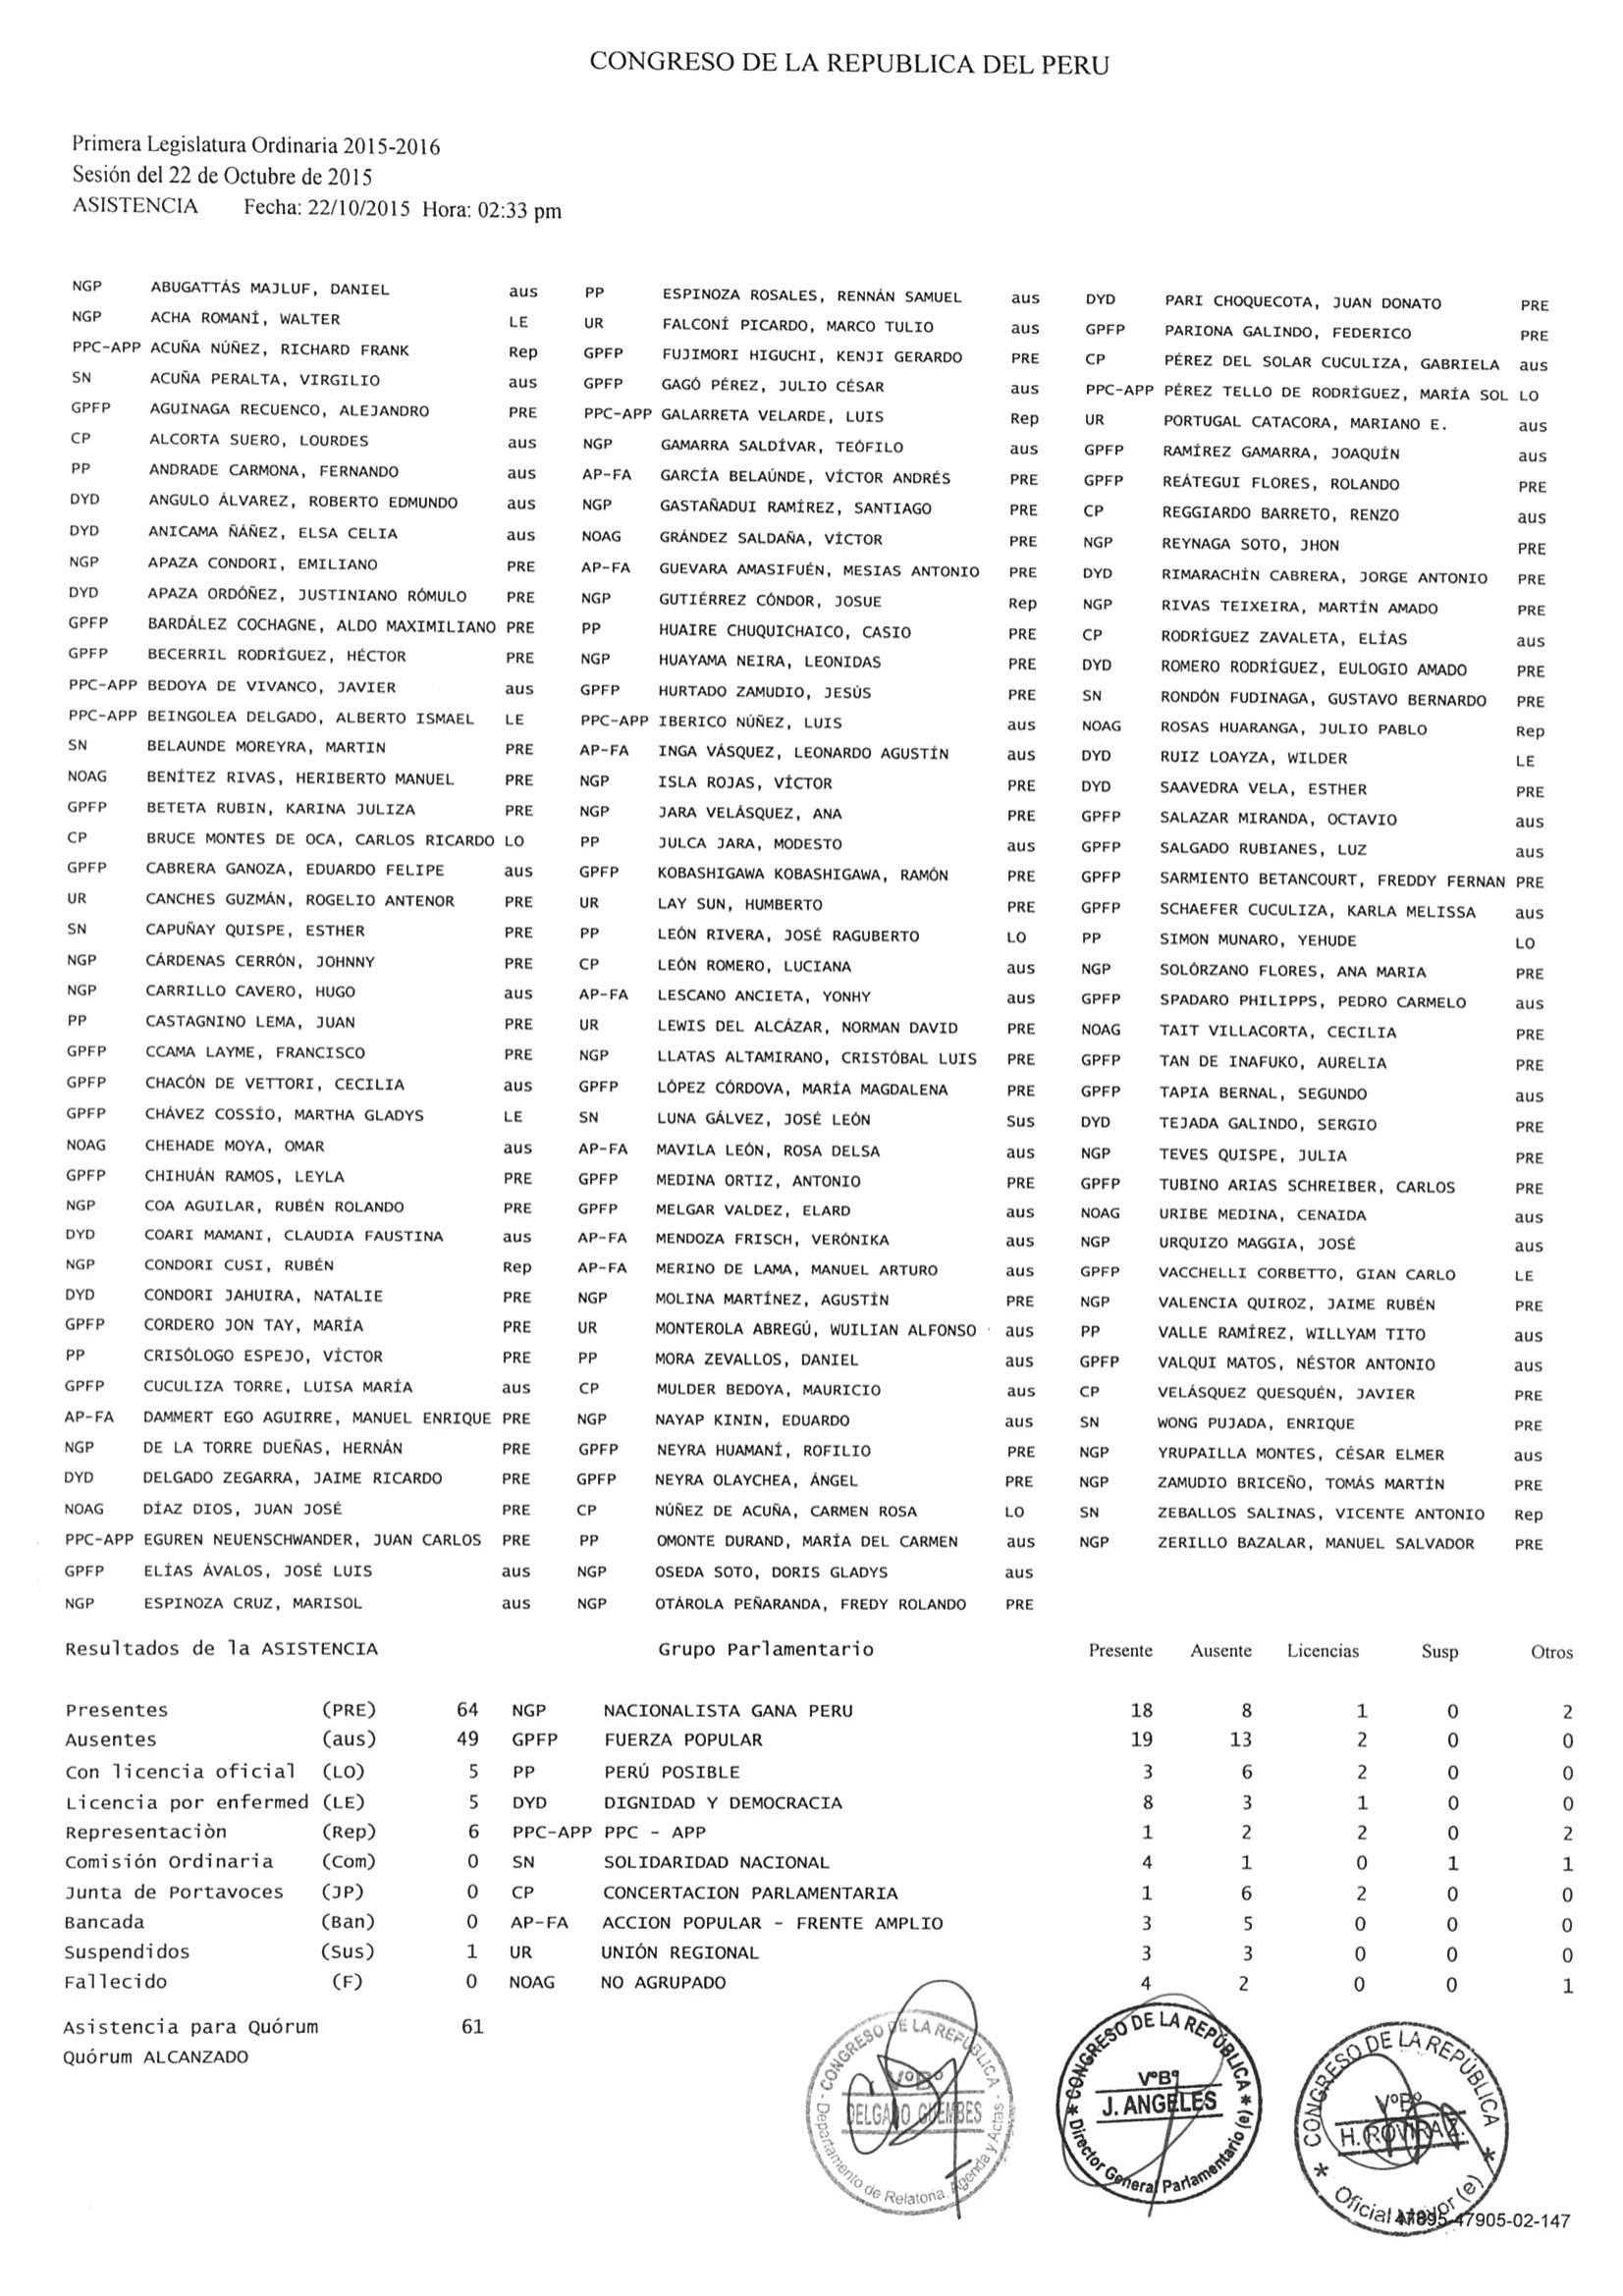 CONGRESO DE LA REPUBLICA DEL PERU
Primera Legislatura Ordinaria 2015-2016
Sesión del 22 de Octubre de 2015
ASISTENCIA Fecha: 22/10/2015 Hora: 02:33 pm
NGP ABUGATTÁS MAJLUF, DANIEL aus PP ESPINOZA ROSALES, RENNÁN SAMUEL aus DYD PARI CHOQUECOTA, JUAN DONATO PRE
NGP ACHA ROMANÍ, WALTER LE UR FALCONÍ PICARDO, MARCO TULIO aus GPFP PARIONA GALINDO, FEDERICO PRE
PPC-APP ACUÑA NÚÑEZ, RICHARD FRANK Rep GPFP FUJIMORI HIGUCHI, KENJI GERARDO PRE CP PÉREZ DEL SOLAR CUCULIZA, GABRIELA aus
SN ACUÑA PERALTA, VIRGILIO aus GPFP GAGÓ PÉREZ, JULIO CÉSAR aus PPC-APP PÉREZ TELLO DE RODRÍGUEZ, MARÍA SOL LO
GPFP AGUINAGA RECUENCO, ALEJANDRO PRE PPC-APP GALARRETA VELARDE, LUIS Rep UR PORTUGAL CATACORA, MARIANO E. aus
CP ALCORTA SUERO, LOURDES aus NGP GAMARRA SALDÍVAR, TEÓFILO aus GPFP RAMÍREZ GAMARRA, JOAQUÍN aus
PP ANDRADE CARMONA, FERNANDO aus AP-FA GARCÍA BELAÚNDE, VÍCTOR ANDRÉS PRE GPFP REÁTEGUI FLORES, ROLANDO PRE
DYD ANGULO ÁLVAREZ, ROBERTO EDMUNDO aus NGP GASTAÑADUI RAMÍREZ, SANTIAGO PRE CP REGGIARDO BARRETO, RENZO aus
DYD ANICAMA ÑÁÑEZ, ELSA CELIA aus NOAG GRÁNDEZ SALDAÑA, VÍCTOR PRE NGP REYNAGA SOTO, JHON PRE
NGP APAZA CONDORI, EMILIANO PRE AP-FA GUEVARA AMASIFUÉN, MESIAS ANTONIO PRE DYD RIMARACHÍN CABRERA, JORGE ANTONIO PRE
DYD APAZA ORDÓÑEZ, JUSTINIANO RÓMULO PRE NGP GUTIÉRREZ CÓNDOR, JOSUE Rep NGP RIVAS TEIXEIRA, MARTÍN AMADO PRE
GPFP BARDÁLEZ COCHAGNE, ALDO MAXIMILIANO PRE PP HUAIRE CHUQUICHAICO, CASIO PRE CP RODRÍGUEZ ZAVALETA, ELÍAS aus
GPFP BECERRIL RODRÍGUEZ, HÉCTOR PRE NGP HUAYAMA NEIRA, LEONIDAS PRE DYD ROMERO RODRÍGUEZ, EULOGIO AMADO PRE
PPC-APP BEDOYA DE VIVANCO, JAVIER aus GPFP HURTADO ZAMUDIO, JESÚS PRE SN RONDÓN FUDINAGA, GUSTAVO BERNARDO PRE
PPC-APP BEINGOLEA DELGADO, ALBERTO ISMAEL LE PPC-APP IBERICO NÚÑEZ, LUIS aus NOAG ROSAS HUARANGA, JULIO PABLO Rep
SN BELAUNDE MOREYRA, MARTIN PRE AP-FA INGA VÁSQUEZ, LEONARDO AGUSTÍN aus DYD RUIZ LOAYZA, WILDER LE
NOAG BENÍTEZ RIVAS, HERIBERTO MANUEL PRE NGP ISLA ROJAS, VÍCTOR PRE DYD SAAVEDRA VELA, ESTHER PRE
GPFP BETETA RUBIN, KARINA JULIZA PRE NGP JARA VELÁSQUEZ, ANA PRE GPFP SALAZAR MIRANDA, OCTAVIO aus
CP BRUCE MONTES DE OCA, CARLOS RICARDO LO PP JULCA JARA, MODESTO aus GPFP SALGADO RUBIANES, LUZ aus
GPFP CABRERA GANOZA, EDUARDO FELIPE aus GPFP KOBASHIGAWA KOBASHIGAWA, RAMÓN PRE GPFP SARMIENTO BETANCOURT, FREDDY FERNAN PRE
UR CANCHES GUZMÁN, ROGELIO ANTENOR PRE UR LAY SUN, HUMBERTO PRE GPFP SCHAEFER CUCULIZA, KARLA MELISSA aus
SN CAPUÑAY QUISPE, ESTHER PRE PP LEÓN RIVERA, JOSÉ RAGUBERTO LO PP SIMON MUNARO, YEHUDE LO
NGP CÁRDENAS CERRÓN, JOHNNY PRE CP LEÓN ROMERO, LUCIANA aus NGP SOLÓRZANO FLORES, ANA MARIA PRE
NGP CARRILLO CAVERO, HUGO aus AP-FA LESCANO ANCIETA, YONHY aus GPFP SPADARO PHILIPPS, PEDRO CARMELO aus
PP CASTAGNINO LEMA, JUAN PRE UR LEWIS DEL ALCÁZAR, NORMAN DAVID PRE NOAG TAIT VILLACORTA, CECILIA PRE
GPFP CCAMA LAYME, FRANCISCO PRE NGP LLATAS ALTAMIRANO, CRISTÓBAL LUIS PRE GPFP TAN DE INAFUKO, AURELIA PRE
GPFP CHACÓN DE VETTORI, CECILIA aus GPFP LÓPEZ CÓRDOVA, MARÍA MAGDALENA PRE GPFP TAPIA BERNAL, SEGUNDO aus
GPFP CHÁVEZ COSSÍO, MARTHA GLADYS LE SN LUNA GÁLVEZ, JOSÉ LEÓN Sus DYD TEJADA GALINDO, SERGIO PRE
NOAG CHEHADE MOYA, OMAR aus AP-FA MAVILA LEÓN, ROSA DELSA aus NGP TEVES QUISPE, JULIA PRE
GPFP CHIHUÁN RAMOS, LEYLA PRE GPFP MEDINA ORTIZ, ANTONIO PRE GPFP TUBINO ARIAS SCHREIBER, CARLOS PRE
NGP COA AGUILAR, RUBÉN ROLANDO PRE GPFP MELGAR VALDEZ, ELARD aus NOAG URIBE MEDINA, CENAIDA aus
DYD COARI MAMANI, CLAUDIA FAUSTINA aus AP-FA MENDOZA FRISCH, VERÓNIKA aus NGP URQUIZO MAGGIA, JOSÉ aus
NGP CONDORI CUSI, RUBÉN Rep AP-FA MERINO DE LAMA, MANUEL ARTURO aus GPFP VACCHELLI CORBETTO, GIAN CARLO LE
DYD CONDORI JAHUIRA, NATALIE PRE NGP MOLINA MARTÍNEZ, AGUSTÍN PRE NGP VALENCIA QUIROZ, JAIME RUBÉN PRE
GPFP CORDERO JON TAY, MARÍA PRE UR MONTEROLA ABREGÚ, WUILIAN ALFONSO aus PP VALLE RAMÍREZ, WILLYAM TITO aus
PP CRISÓLOGO ESPEJO, VÍCTOR PRE PP MORA ZEVALLOS, DANIEL aus GPFP VALQUI MATOS, NÉSTOR ANTONIO aus
GPFP CUCULIZA TORRE, LUISA MARÍA aus CP MULDER BEDOYA, MAURICIO aus CP VELÁSQUEZ QUESQUÉN, JAVIER PRE
AP-FA DAMMERT EGO AGUIRRE, MANUEL ENRIQUE PRE NGP NAYAP KININ, EDUARDO aus SN WONG PUJADA, ENRIQUE PRE
NGP DE LA TORRE DUEÑAS, HERNÁN PRE GPFP NEYRA HUAMANÍ, ROFILIO PRE NGP YRUPAILLA MONTES, CÉSAR ELMER aus
DYD DELGADO ZEGARRA, JAIME RICARDO PRE GPFP NEYRA OLAYCHEA, ÁNGEL PRE NGP ZAMUDIO BRICEÑO, TOMÁS MARTÍN PRE
NOAG DÍAZ DIOS, JUAN JOSÉ PRE CP NÚÑEZ DE ACUÑA, CARMEN ROSA LO SN ZEBALLOS SALINAS, VICENTE ANTONIO Rep
PPC-APP EGUREN NEUENSCHWANDER, JUAN CARLOS PRE PP OMONTE DURAND, MARÍA DEL CARMEN aus NGP ZERILLO BAZALAR, MANUEL SALVADOR PRE
GPFP ELÍAS ÁVALOS, JOSÉ LUIS aus NGP OSEDA SOTO, DORIS GLADYS aus
NGP ESPINOZA CRUZ, MARISOL aus NGP OTÁROLA PEÑARANDA, FREDY ROLANDO PRE
Resultados de la ASISTENCIA Grupo Parlamentario Presente Ausente Licencias Susp Otros
Presentes (PRE) 64 NGP NACIONALISTA GANA PERU 18 8 1 0 2
Ausentes (aus) 49 GPFP FUERZA POPULAR 19 13 2 0 0
Con licencia oficial (LO) 5 PP PERÚ POSIBLE 3 6 2 0 0
Licencia por enfermed (LE) 5 DYD DIGNIDAD Y DEMOCRACIA 8 3 1 0 0
Representaciòn (Rep) 6 PPC-APP PPC - APP 1 2 2 0 2
Comisión Ordinaria (Com) 0 SN SOLIDARIDAD NACIONAL 4 1 0 1 1
Junta de Portavoces (JP) 0 CP CONCERTACION PARLAMENTARIA 1 6 2 0 0
Bancada (Ban) 0 AP-FA ACCION POPULAR - FRENTE AMPLIO 3 5 0 0 0
Suspendidos (Sus) 1 UR UNIÓN REGIONAL 3 3 0 0 0
Fallecido (F) 0 NOAG NO AGRUPADO 4 2 0 0 1
Asistencia para Quórum 61
Quórum ALCANZADO
- CONGRESO DE LA REPÚBLICA -
VºBº
DELGADO GUEMBES
Departamento de Relatoria, Agenda y Actas
* CONGRESO DE LA REPÚBLICA *
VºBº
J. ANGELES
Director General Parlamentario (e)
* CONGRESO DE LA REPÚBLICA *
VºBº
H. ROVIRA Z.
Oficial Mayor (e)
47895-47905-02-147